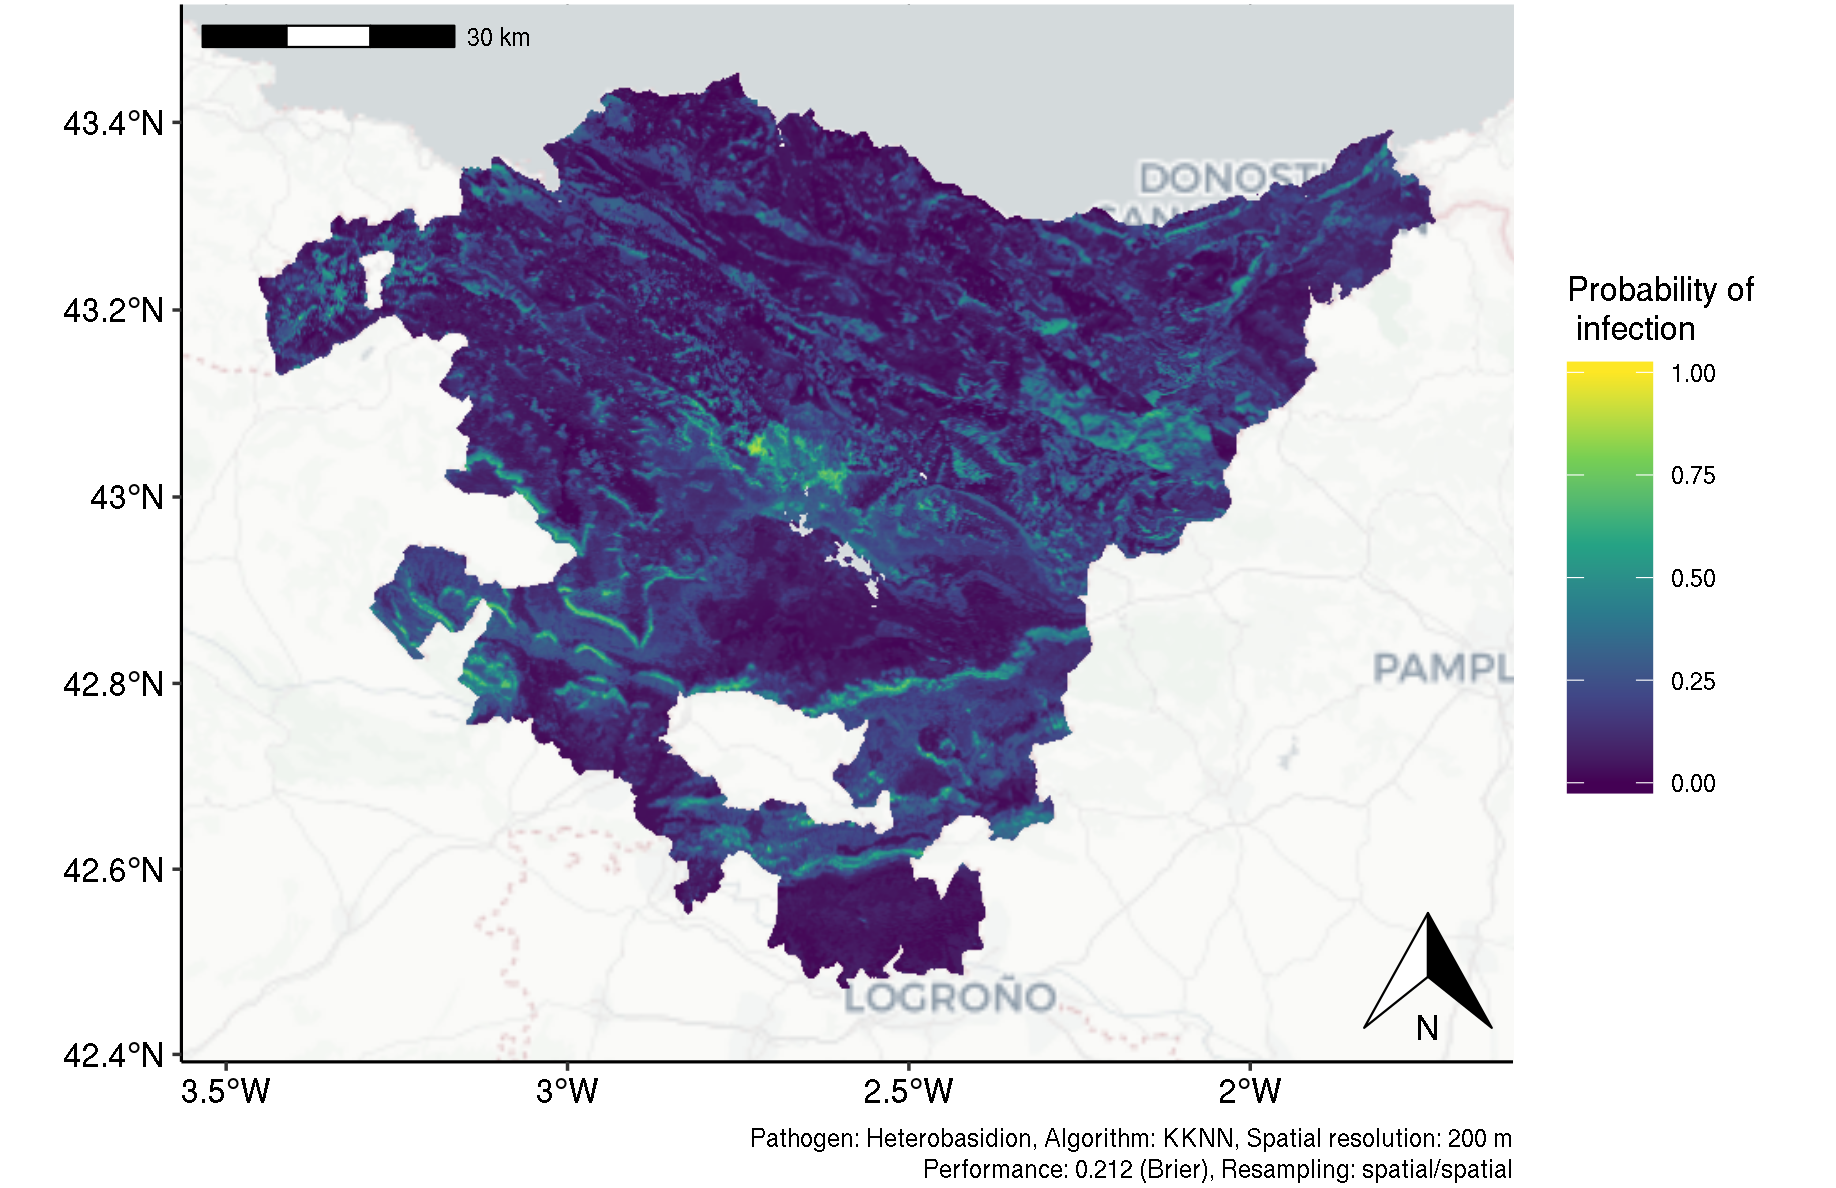 30 km
43.4°N
43.2°N
43°N
42.8°N
42.6°N
42.4°N
3.5°W
3°W
2.5°W
2°W
DONOSTI
PAMPL
LOGROÑO
N
Probability of
infection
1.00
0.75
0.50
0.25
0.00
Pathogen: Heterobasidion, Algorithm: KKNN, Spatial resolution: 200 m
Performance: 0.212 (Brier), Resampling: spatial/spatial